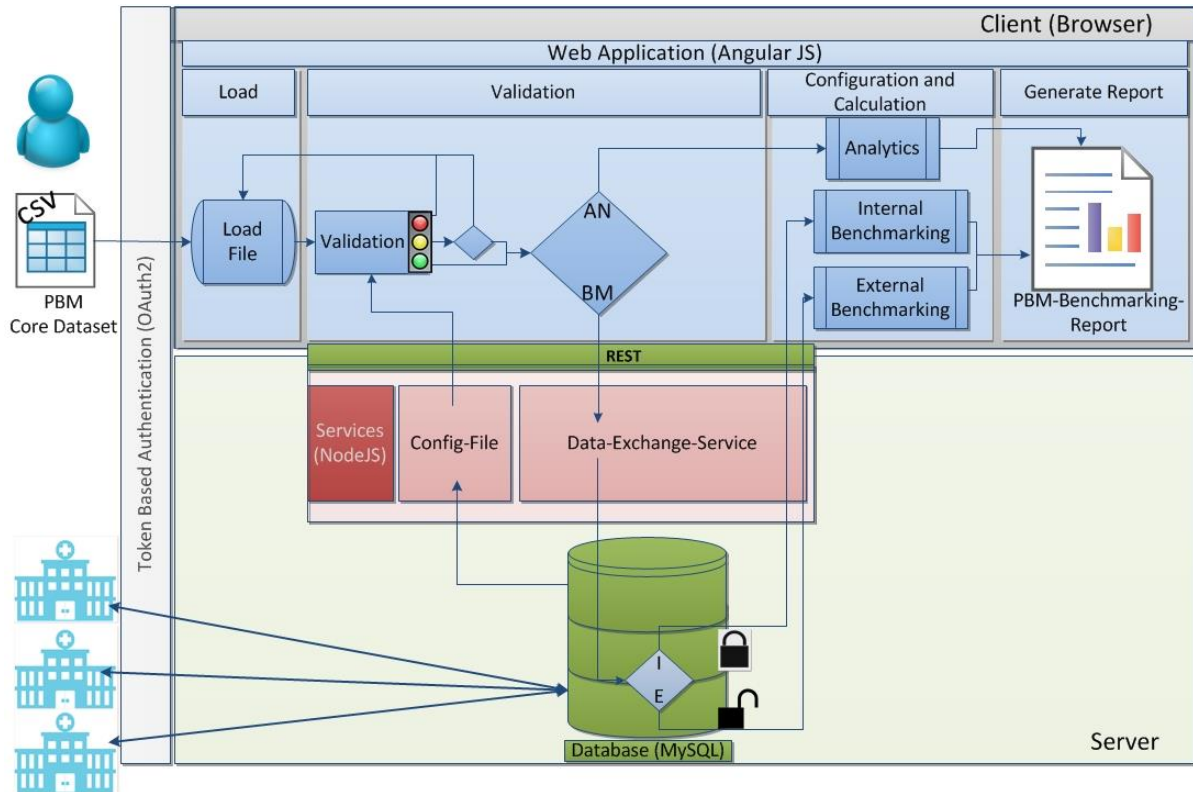 Client (Browser)
Web Application (Angular JS)
Load
Validation
Configuration and
Calculation
Generate Report
CSV
PBM
Core Dataset
Token Based Authentication (OAuth2)
Load
File
Validation
AN
BM
Analytics
Internal
Benchmarking
External
Benchmarking
PBM-Benchmarking-
Report
REST
Services
(NodeJS)
Config-File
Data-Exchange-Service
I
E
Database (MySQL)
Server